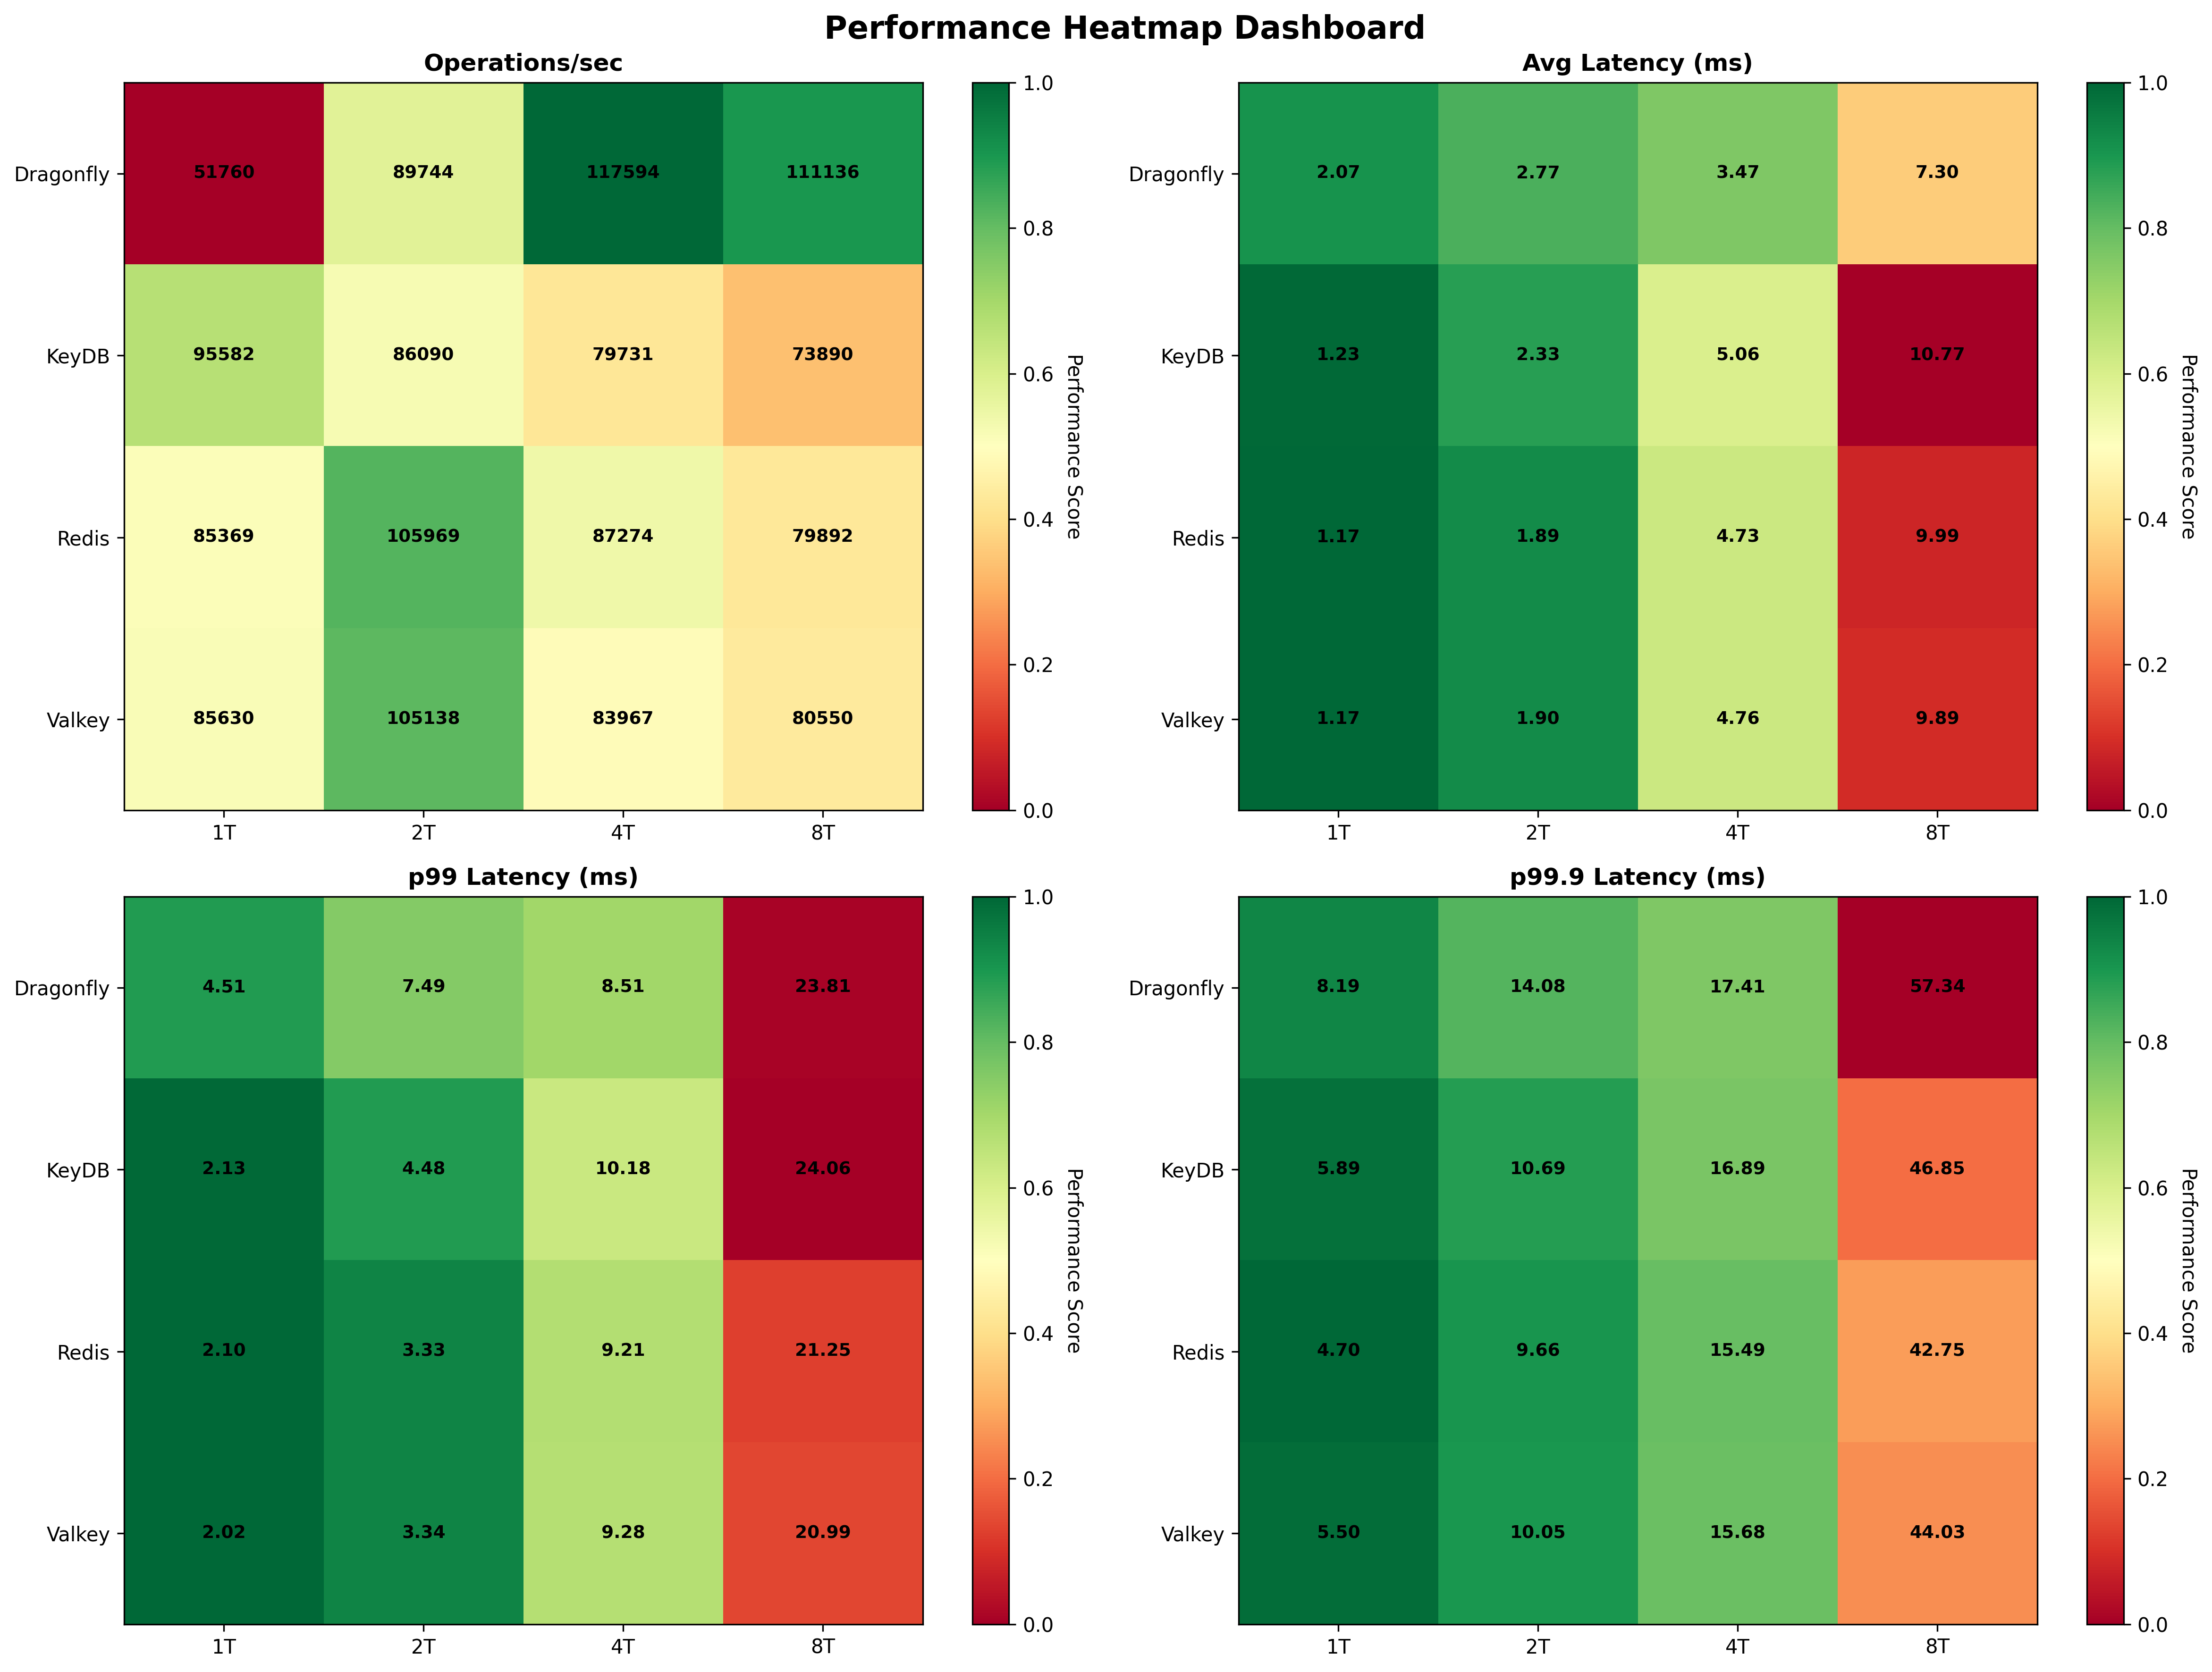 Performance Heatmap Dashboard
Operations/sec
Dragonfly 51760 89744 117594 111136
KeyDB 95582 86090 79731 73890
Redis 85369 105969 87274 79892
Valkey 85630 105138 83967 80550
1T 2T 4T 8T
1.0
0.8
0.6
0.4
0.2
0.0
Performance Score
Avg Latency (ms)
Dragonfly 2.07 2.77 3.47 7.30
KeyDB 1.23 2.33 5.06 10.77
Redis 1.17 1.89 4.73 9.99
Valkey 1.17 1.90 4.76 9.89
1T 2T 4T 8T
1.0
0.8
0.6
0.4
0.2
0.0
Performance Score
p99 Latency (ms)
Dragonfly 4.51 7.49 8.51 23.81
KeyDB 2.13 4.48 10.18 24.06
Redis 2.10 3.33 9.21 21.25
Valkey 2.02 3.34 9.28 20.99
1T 2T 4T 8T
1.0
0.8
0.6
0.4
0.2
0.0
Performance Score
p99.9 Latency (ms)
Dragonfly 8.19 14.08 17.41 57.34
KeyDB 5.89 10.69 16.89 46.85
Redis 4.70 9.66 15.49 42.75
Valkey 5.50 10.05 15.68 44.03
1T 2T 4T 8T
1.0
0.8
0.6
0.4
0.2
0.0
Performance Score